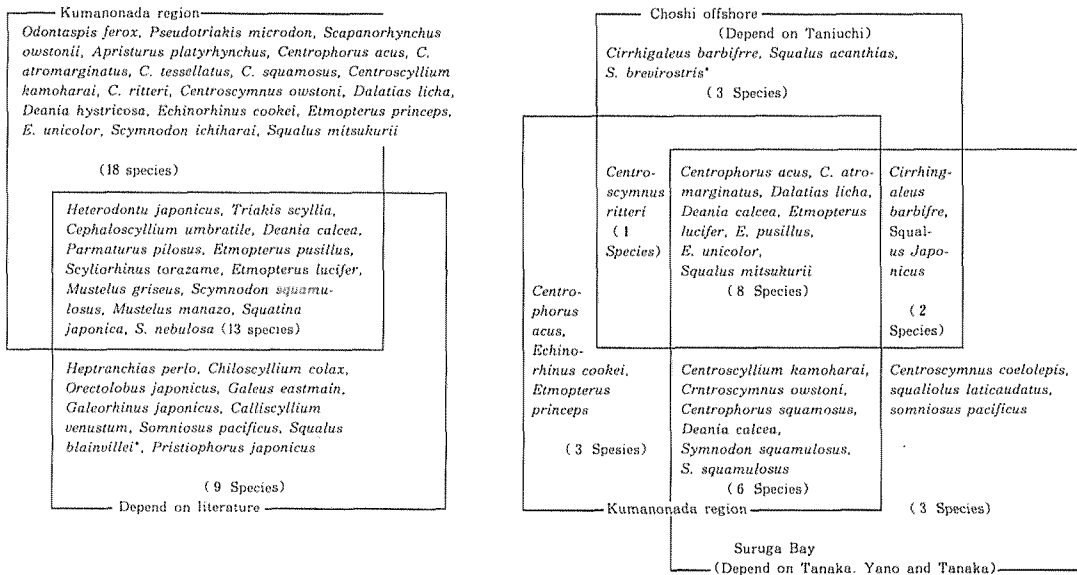 Kumanonada region
Odontaspis ferox, Pseudotriakis microdon, Scapanorhynchus
owstonii, Apristurus platyrhynchus, Centrophorus acus, C.
atromarginatus, C. tessellatus, C. squamosus, Centroscyllium
kamoharai, C. ritteri, Centroscymnus owstoni, Dalatias licha,
Deania hystricosa, Echinorhinus cookei, Etmopterus princeps,
E. unicolor, Scymnodon ichiharai, Squalus mitsukurii
(18 species)
Heterodontu japonicus, Triakis scyllia,
Cephaloscyllium umbratile, Deania calcea,
Parmaturus pilosus, Etmopterus pusillus,
Scyliorhinus torazame, Etmopterus lucifer,
Mustelus griseus, Scymnodon squamu-
losus, Mustelus manazo, Squatina
japonica, S. nebulosa (13 species)
Heptranchias perlo, Chiloscyllium colax,
Orectolobus japonicus, Galeus eastmain,
Galeorhinus japonicus, Calliscyllium
venustum, Somniosus pacificus, Squalus
blainvillei*, Pristiophorus japonicus
(9 Species)
Depend on literature
Choshi offshore
(Depend on Taniuchi)
Cirrhigaleus barbifrre, Squalus acanthias,
S. brevirostris*
(3 Species)
Centro-
scymnus
ritteri
(1
Species)
Centrophorus acus, C. atro-
marginatus, Dalatias licha,
Deania calcea, Etmopterus
lucifer, E. pusillus,
E. unicolor,
Squalus mitsukurii
(8 Species)
Cirrhing-
galeus
barbifre,
Squal-
us Japo-
nicus
(2
Species)
Centro-
phorus
acus,
Echino-
rhinus cookei,
Etmopterus
princeps
(3 Spesies)
Centroscyllium kamoharai,
Crntroscymnus owstoni,
Centrophorus squamosus,
Deania calcea,
Symnodon squamulosus,
S. squamulosus
(6 Species)
Centroscymnus coelolepis,
squaliolus laticaudatus,
somniosus pacificus
(3 Species)
Kumanonada region
Suruga Bay
(Depend on Tanaka. Yano and Tanaka)